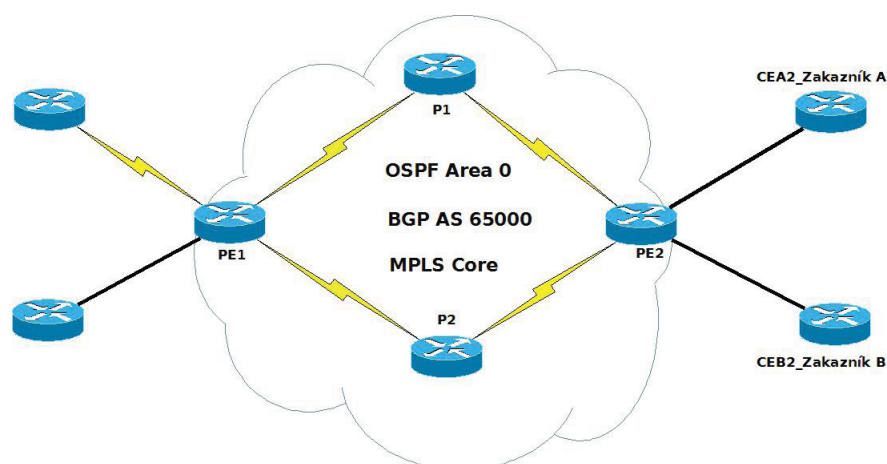 CEA2_Zakazník A
P1
OSPF Area 0
BGP AS 65000
PE1
PE2
MPLS Core
P2
CEB2_Zakazník B